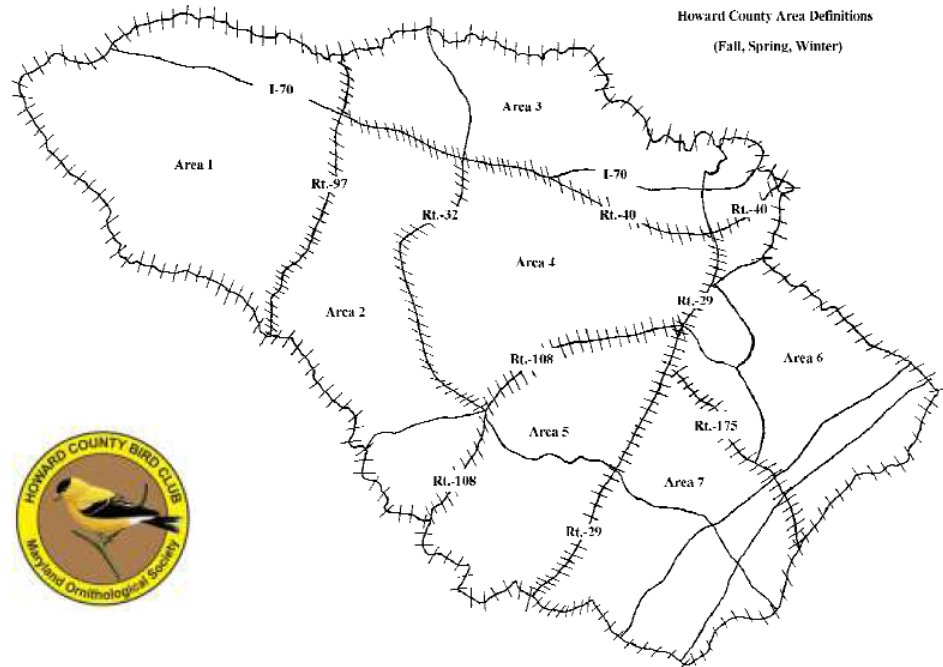 Howard County Area Definitions
(Fall, Spring, Winter)
I-70
Area 3
Area 1
I-70
Rt.-97
Rt.-32
Rt.-40
Rt.-40
Area 4
Rt.-29
Area 2
Rt.-108
Area 6
Rt.-175
Area 5
Rt.-108
Area 7
Rt.-29
HOWARD COUNTY BIRD CLUB
Maryland Ornithological Society